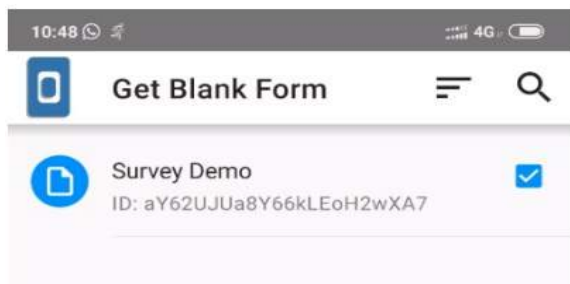 10:48 4G
Get Blank Form
Survey Demo
ID: aY62UJUa8Y66kLEoH2wXA7